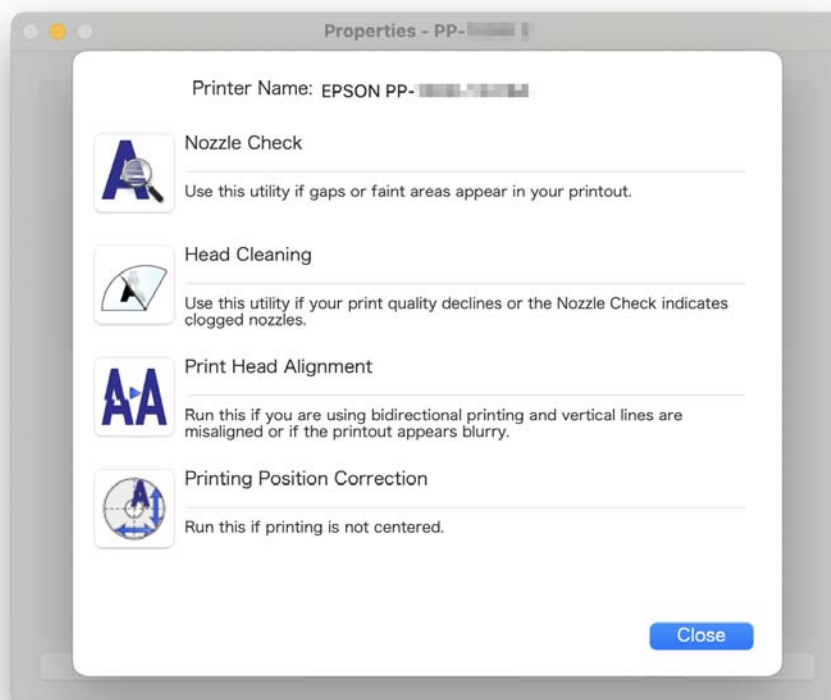 Properties - PP-
Printer Name: EPSON PP-
Nozzle Check
Use this utility if gaps or faint areas appear in your printout.
Head Cleaning
Use this utility if your print quality declines or the Nozzle Check indicates
clogged nozzles.
Print Head Alignment
Run this if you are using bidirectional printing and vertical lines are
misaligned or if the printout appears blurry.
Printing Position Correction
Run this if printing is not centered.
Close